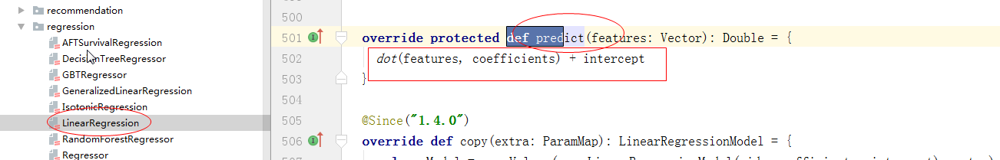 recommendation
regression
AFTSurvivalRegression
DecisionTreeRegressor
GBTRegressor
GeneralizedLinearRegression
IsotonicRegression
LinearRegression
RandomForestRegressor
Regressor
500
501 override protected def predict(features: Vector): Double = {
502 dot(features, coefficients) + intercept
503 }
504
505 @Since("1.4.0")
506 override def copy(extra: ParamMap): LinearRegressionModel = {